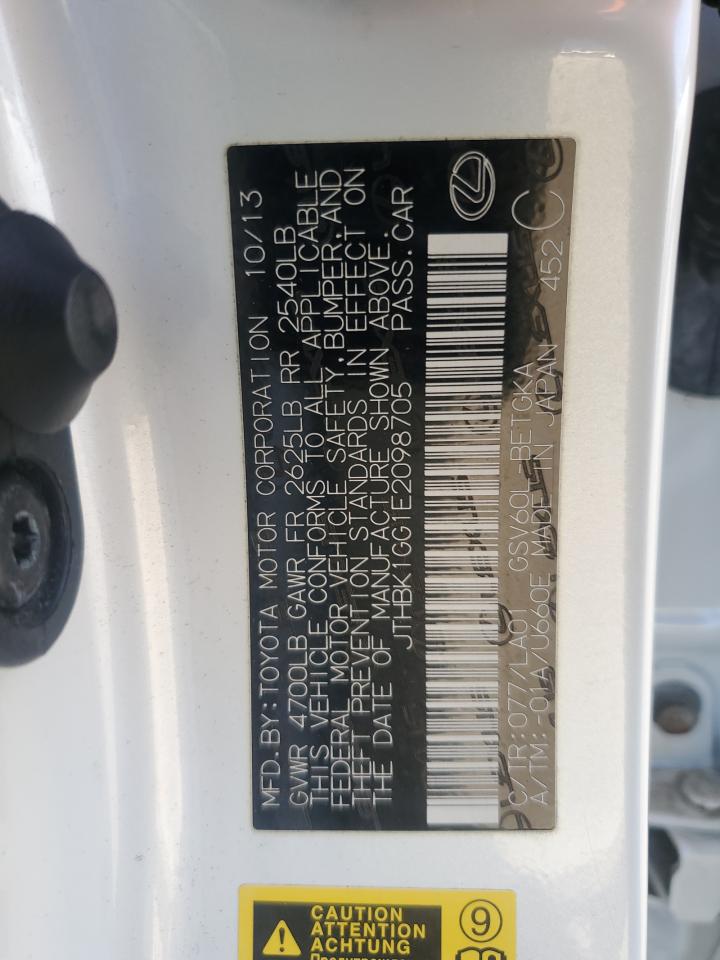 MFD.BY:TOYOTA MOTOR CORPORATION 10/13
GVWR 4700LB GAWR FR 2625LB RR 2540LB
THIS VEHICLE CONFORMS TO ALL APPLICABLE
FEDERAL MOTOR VEHICLE SAFETY,BUMPER,AND
THEFT PREVENTION STANDARDS IN EFFECT ON
THE DATE OF MANUFACTURE SHOWN ABOVE.
JTHBK1GG1E2098705 PASS.CAR
C/TR:077/LA01 GSV60L-BETGKA
A/TM:-01A/U660E MADE IN JAPAN 452 C
CAUTION
ATTENTION
ACHTUNG
9